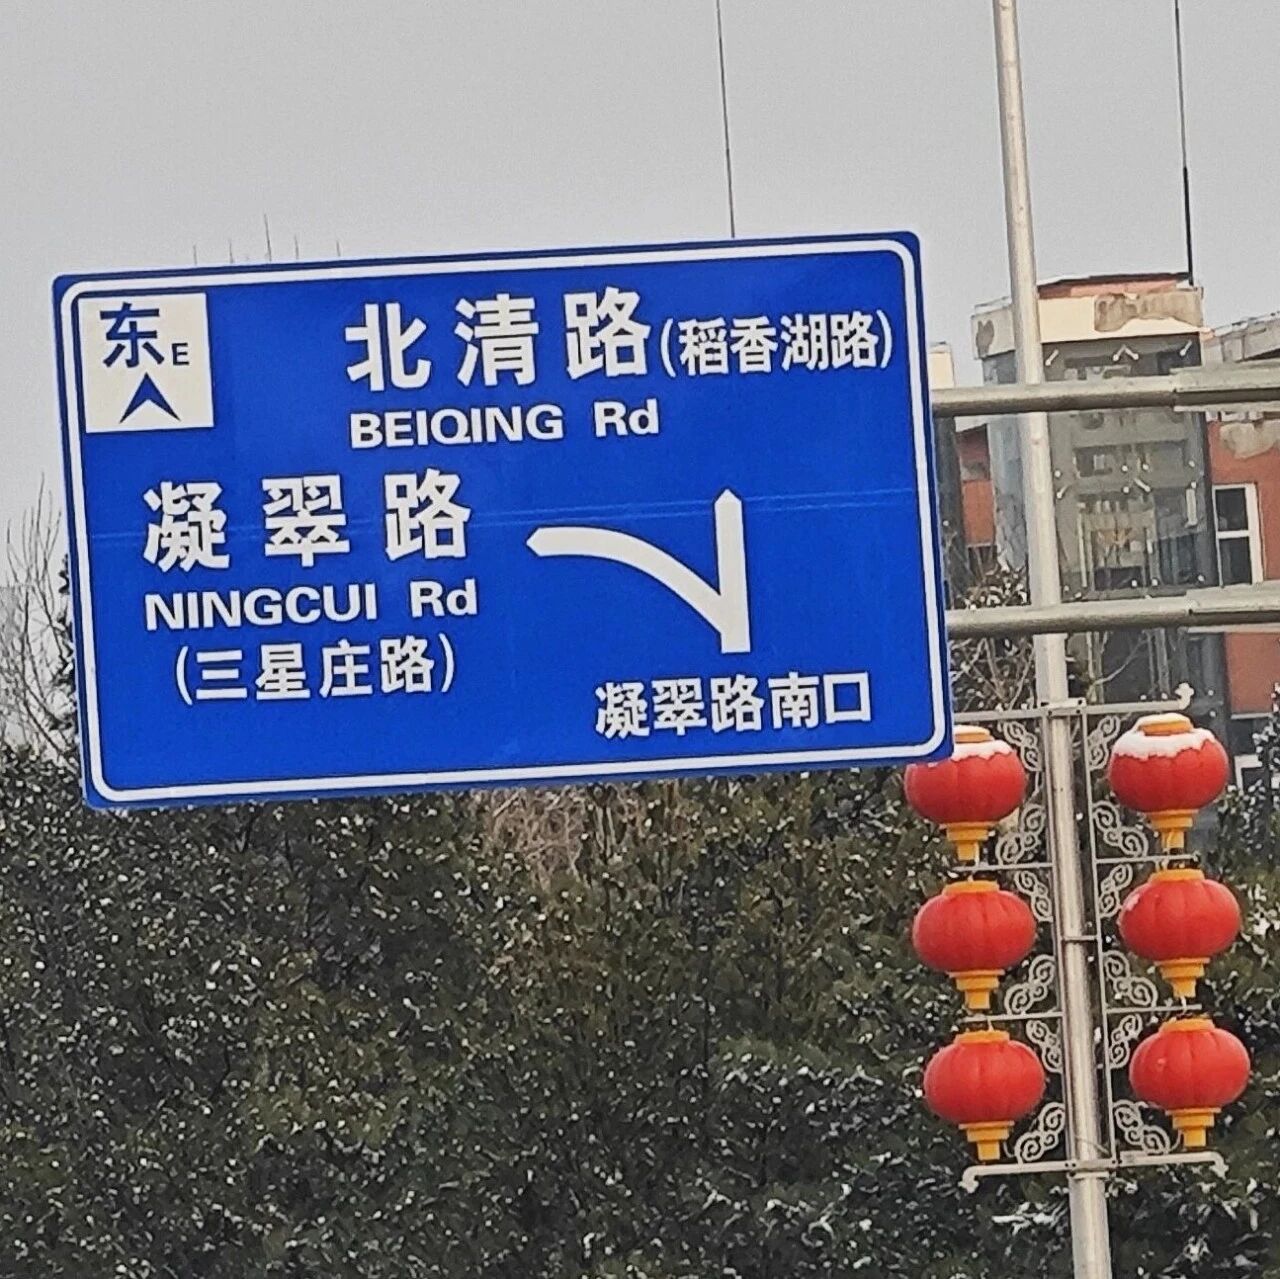 东E
北清路(稻香湖路)
BEIQING Rd
凝翠路
NINGCUI Rd
(三星庄路)
凝翠路南口